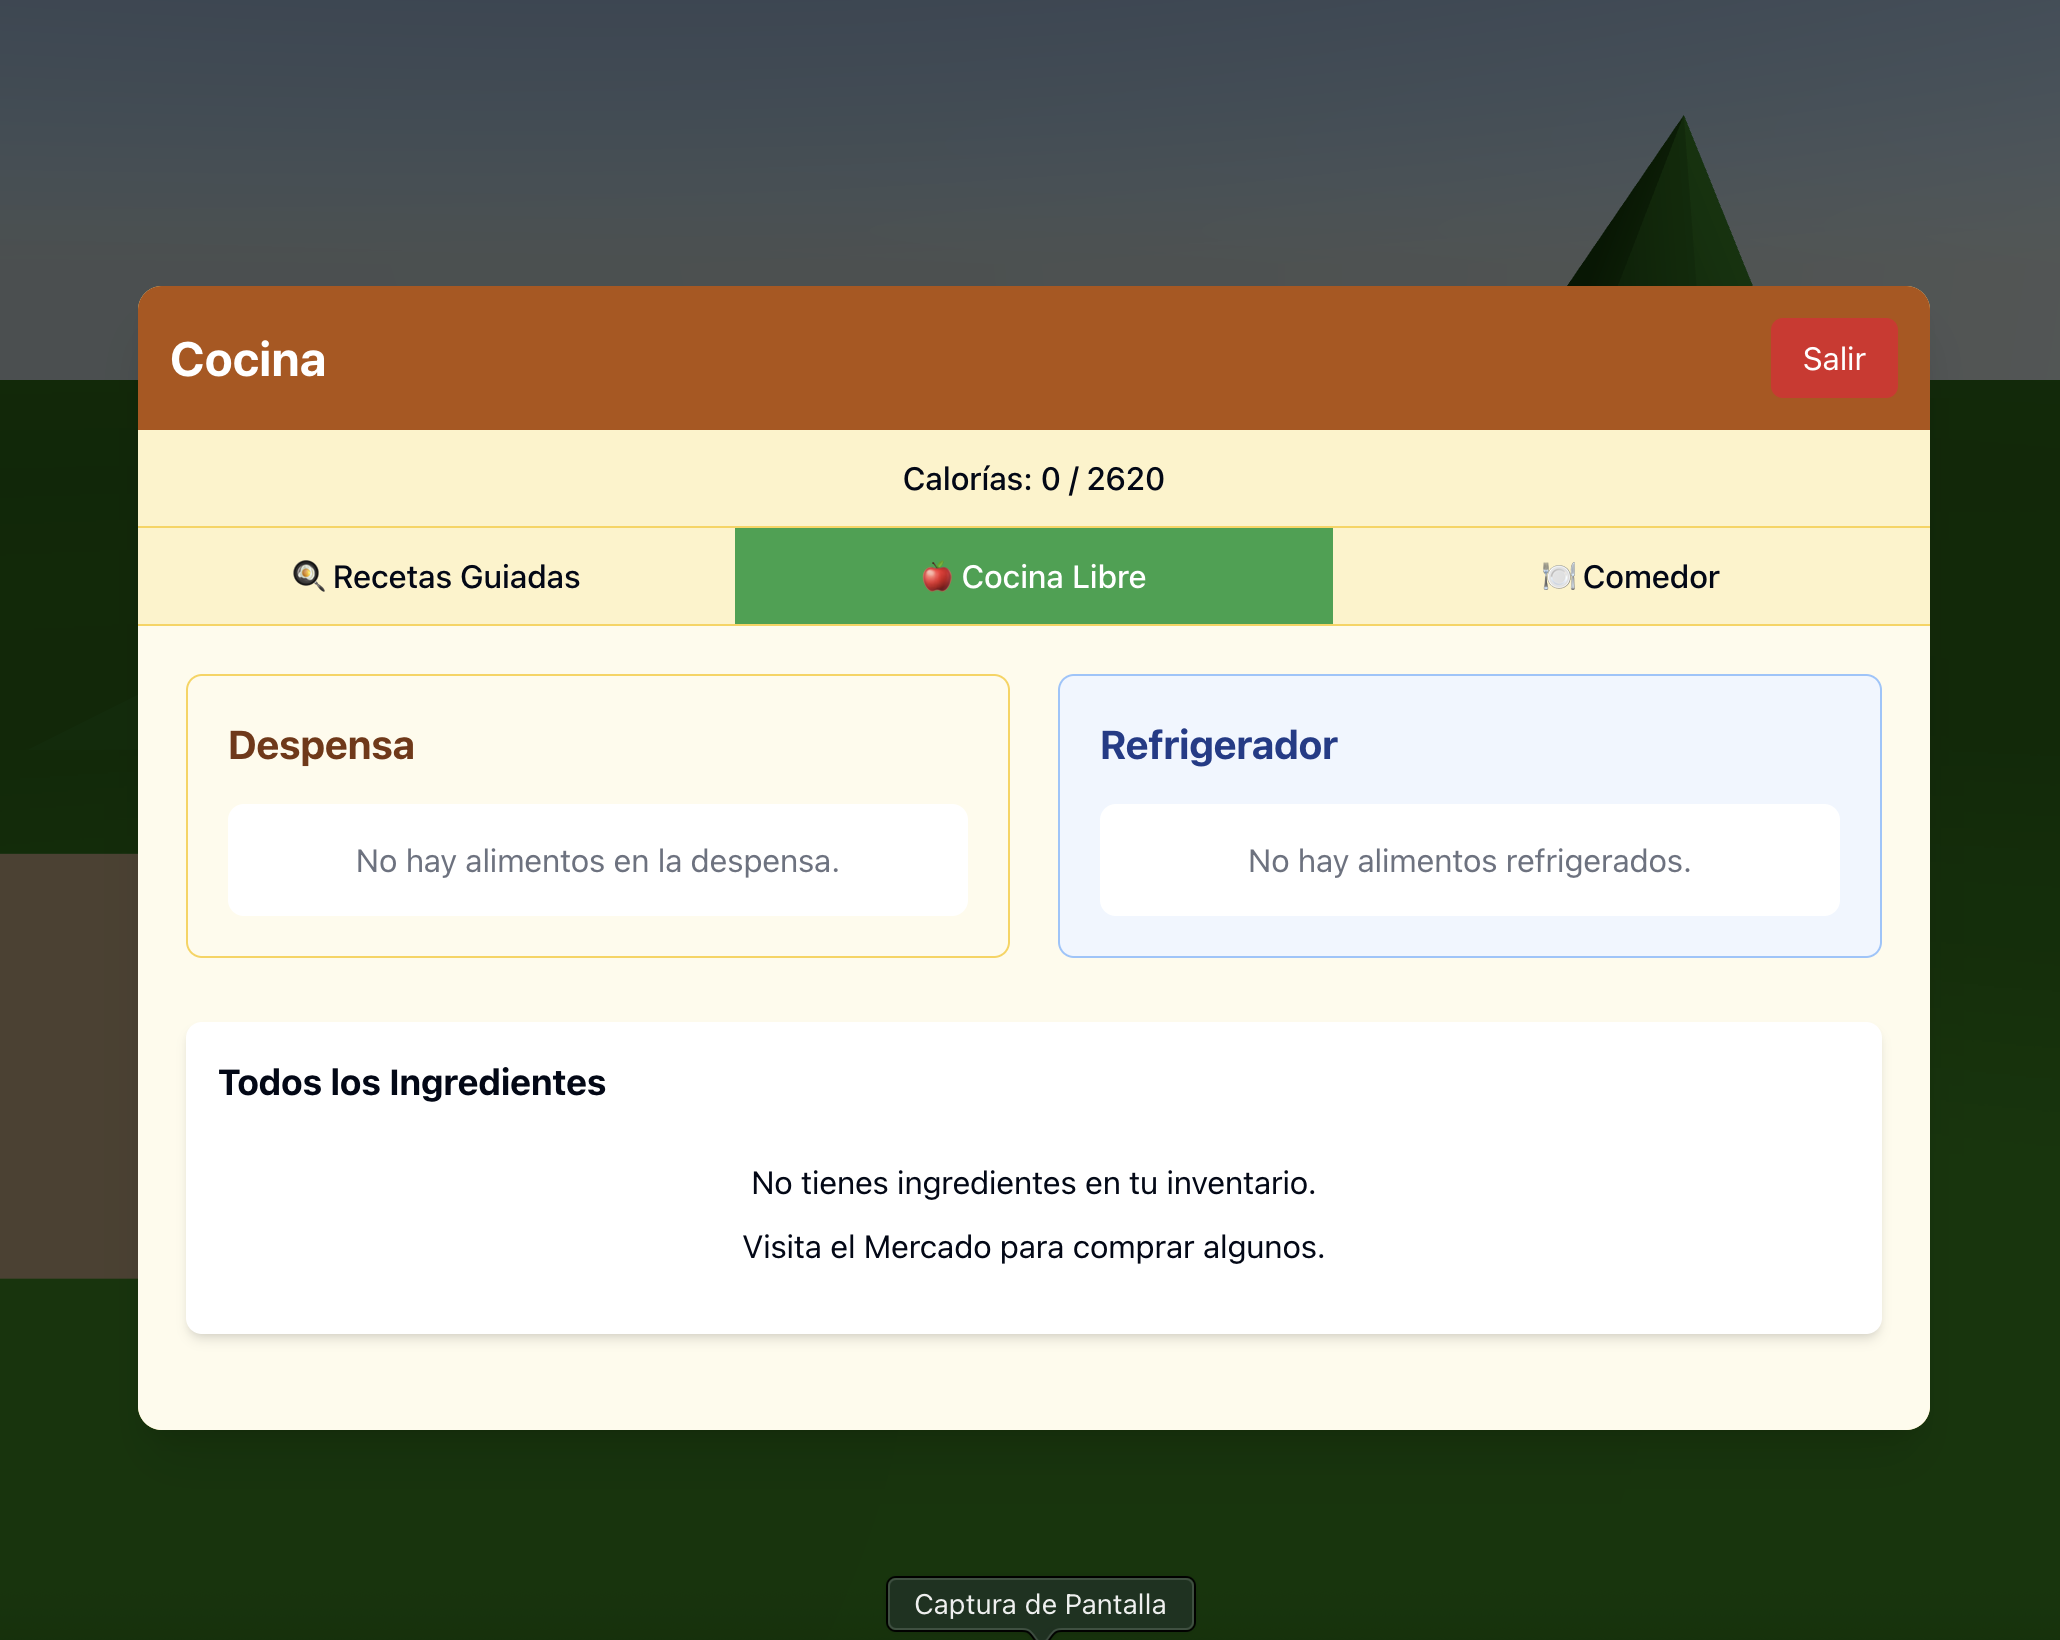 Cocina
Salir
Calorías: 0 / 2620
🍳 Recetas Guiadas
🍎 Cocina Libre
🍽️ Comedor
Despensa
No hay alimentos en la despensa.
Refrigerador
No hay alimentos refrigerados.
Todos los Ingredientes
No tienes ingredientes en tu inventario.
Visita el Mercado para comprar algunos.
Captura de Pantalla